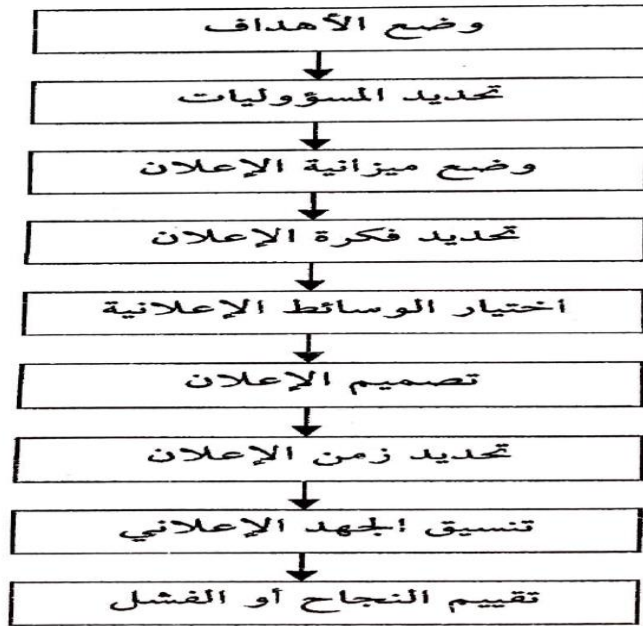 وضع الأهداف
تحديد المسؤوليات
وضع ميزانية الإعلان
تحديد فكرة الإعلان
اختيار الوسائط الإعلانية
تصميم الإعلان
تحديد زمن الإعلان
تنسيق الجهد الإعلاني
تقييم النجاح أو الفشل